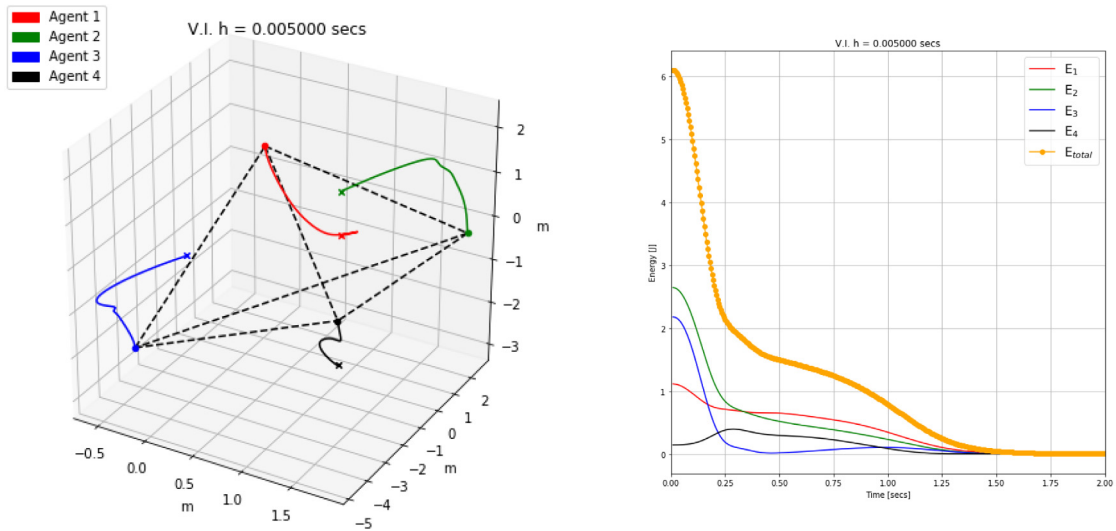 Agent 1
Agent 2
Agent 3
Agent 4
V.I. h = 0.005000 secs
2
1
0
−1
−2
−3
m
−0.5
0.0
0.5
1.0
1.5
m
−5
−4
−3
−2
−1
0
1
2
m
V.I. h = 0.005000 secs
E₁
E₂
E₃
E₄
E_total
6
5
4
3
2
1
0
Energy [J]
0.00 0.25 0.50 0.75 1.00 1.25 1.50 1.75 2.00
Time [secs]